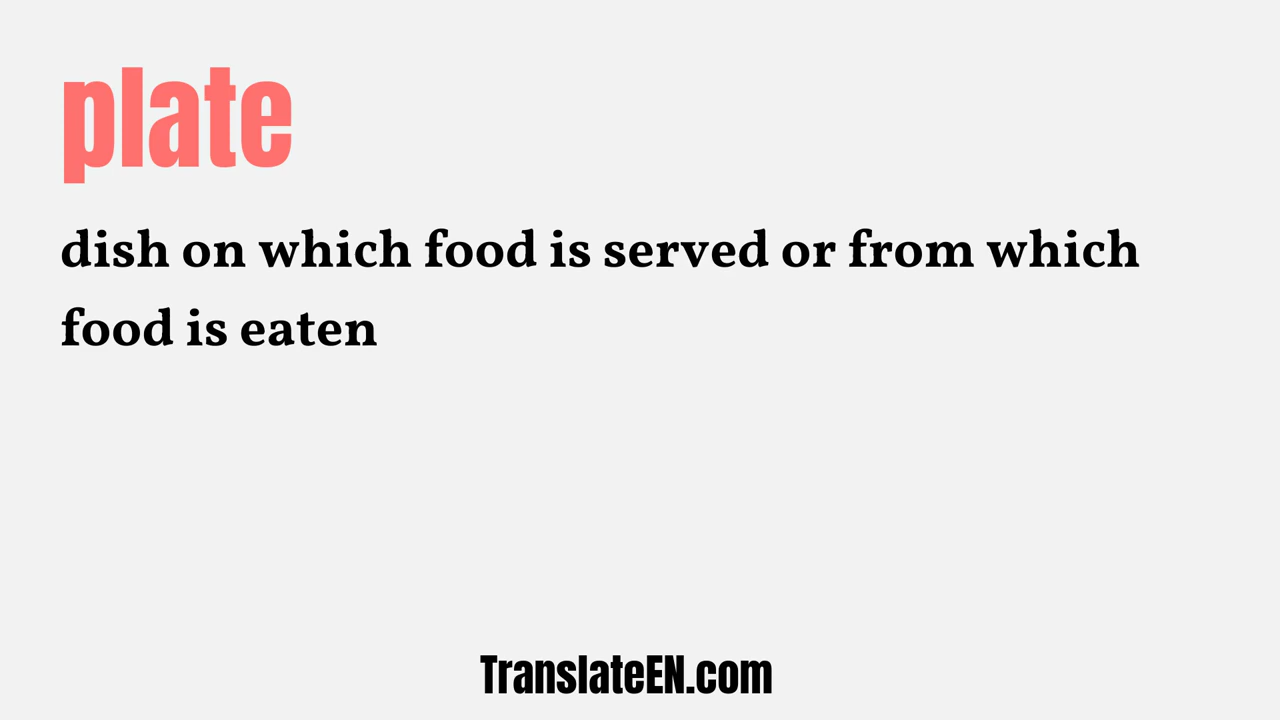 plate
dish on which food is served or from which
food is eaten
TranslateEN.com